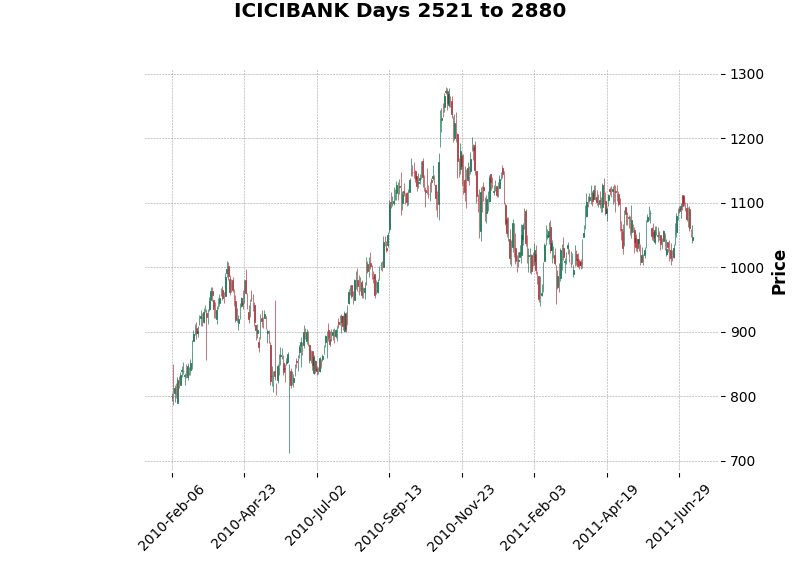 ICICIBANK Days 2521 to 2880
1300
1200
1100
1000
900
800
700
Price
2010-Feb-06
2010-Apr-23
2010-Jul-02
2010-Sep-13
2010-Nov-23
2011-Feb-03
2011-Apr-19
2011-Jun-29